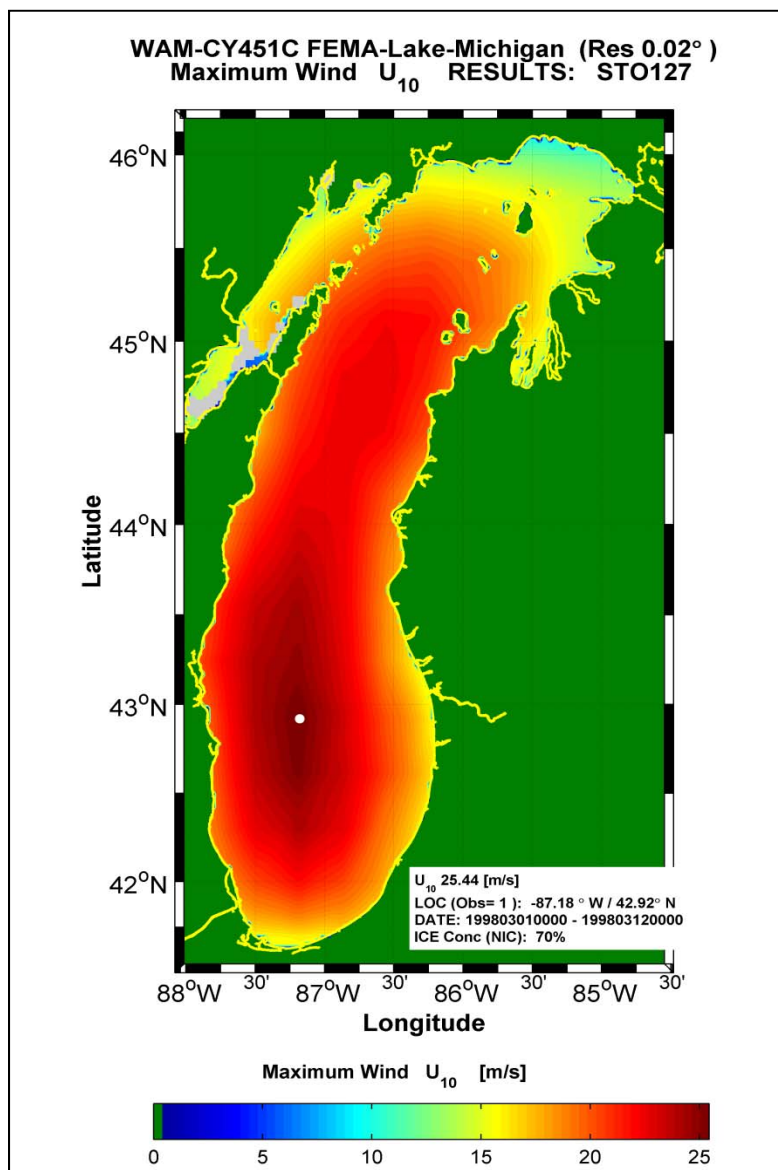 WAM-CY451C FEMA-Lake-Michigan (Res 0.02° )
Maximum Wind U10 RESULTS: STO127
46°N
45°N
44°N
43°N
42°N
Latitude
U10 25.44 [m/s]
LOC (Obs= 1 ): -87.18 ° W / 42.92° N
DATE: 199803010000 - 199803120000
ICE Conc (NIC): 70%
88°W 30' 87°W 30' 86°W 30' 85°W 30'
Longitude
Maximum Wind U10 [m/s]
0 5 10 15 20 25